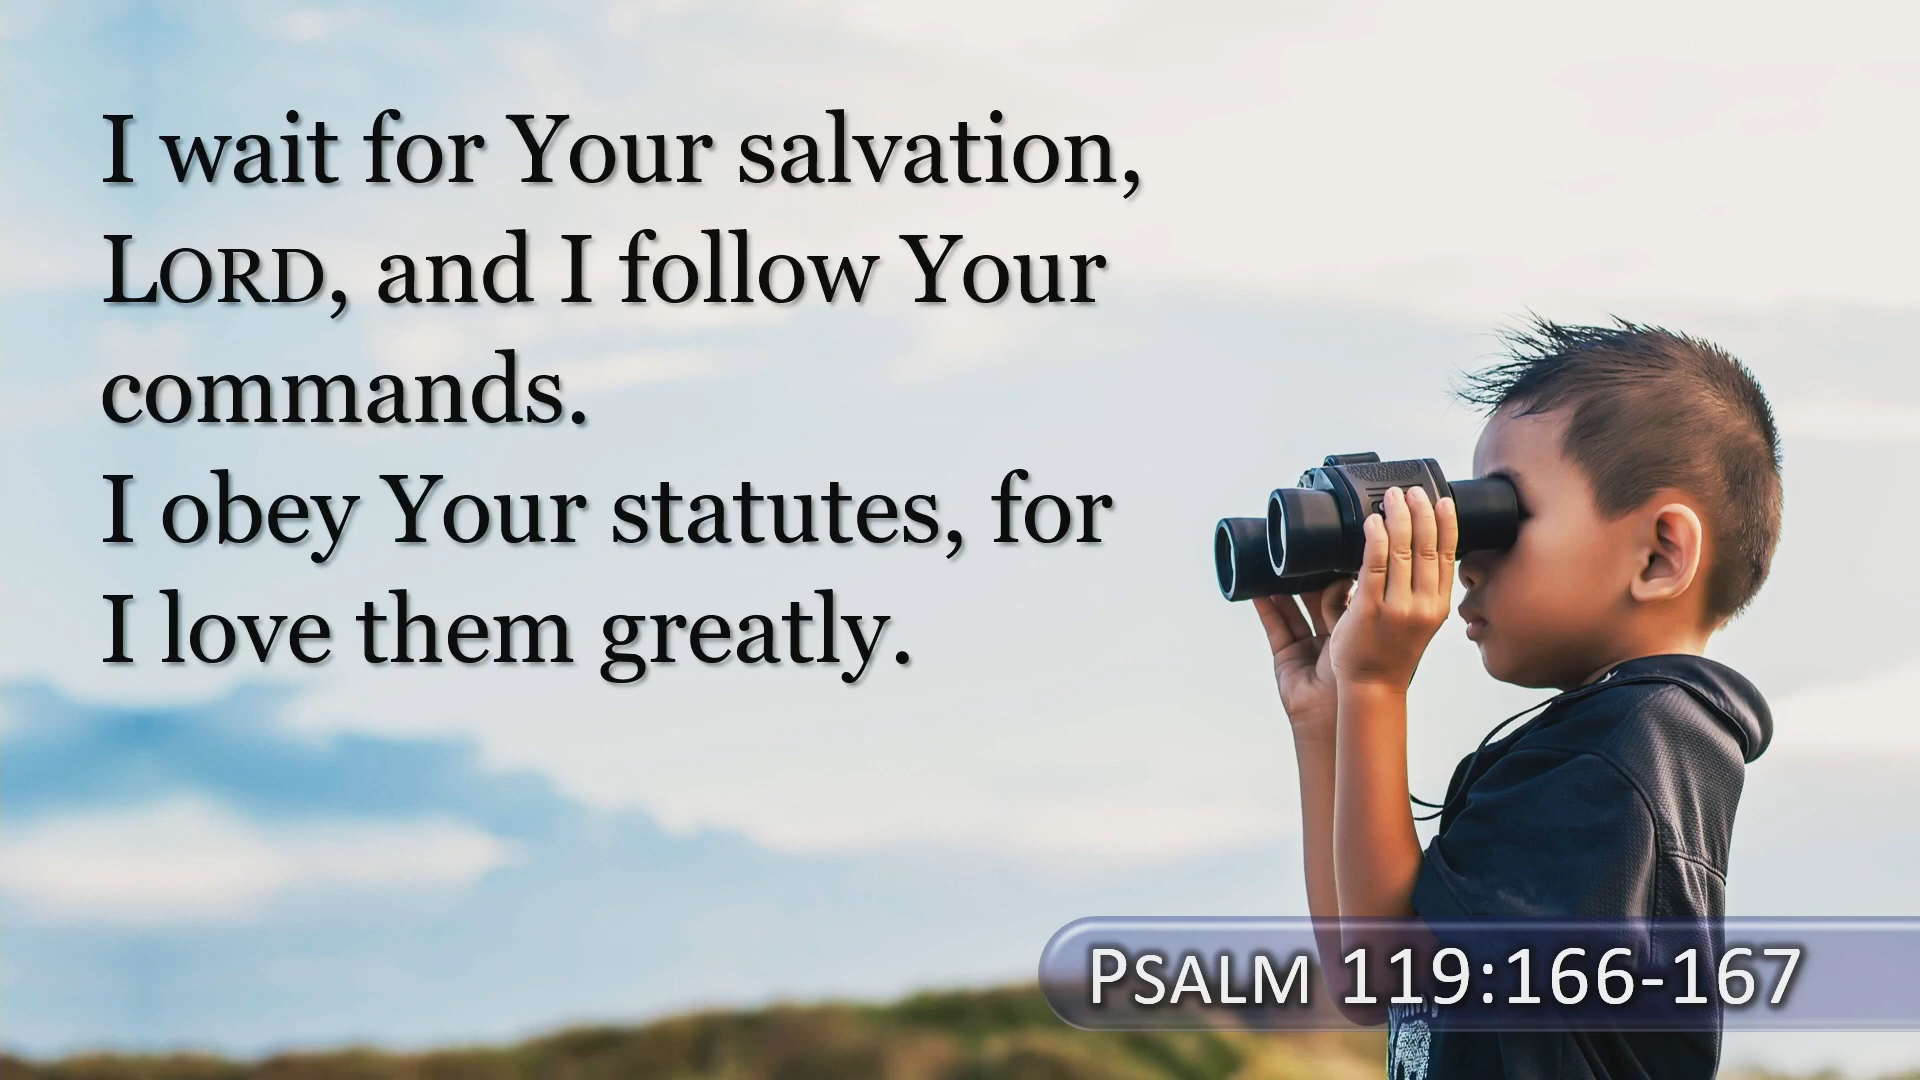 I wait for Your salvation,
LORD, and I follow Your
commands.
I obey Your statutes, for
I love them greatly.
PSALM 119:166-167